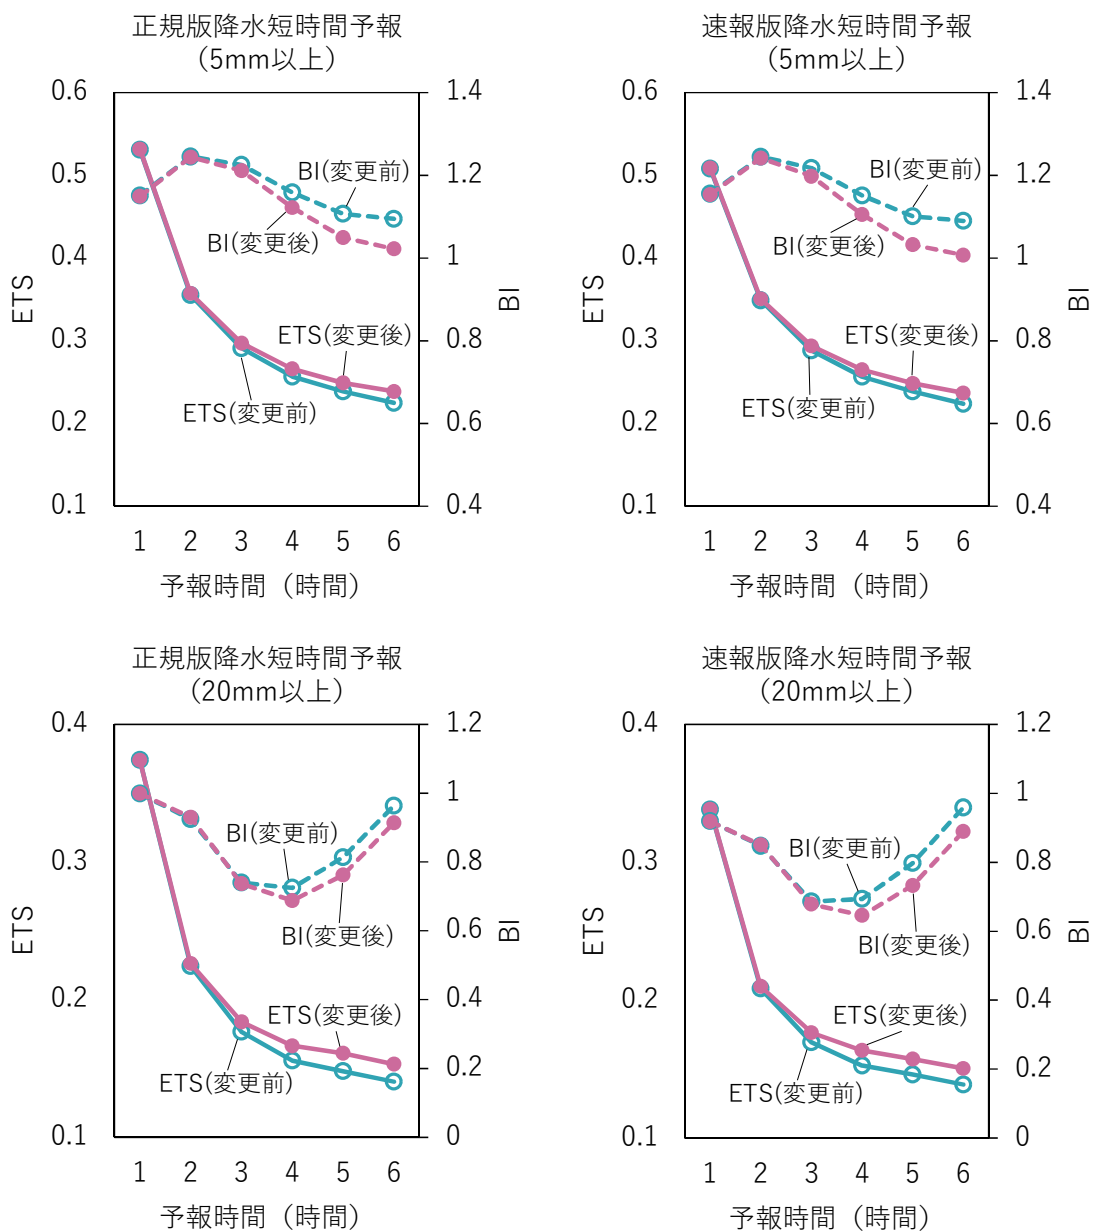 正規版降水短時間予報
（5mm以上）
0.6
0.5
0.4
0.3
0.2
0.1
ETS
1.4
1.2
1
0.8
0.6
0.4
BI
BI(変更前)
BI(変更後)
ETS(変更後)
ETS(変更前)
1 2 3 4 5 6
予報時間（時間）
速報版降水短時間予報
（5mm以上）
0.6
0.5
0.4
0.3
0.2
0.1
ETS
1.4
1.2
1
0.8
0.6
0.4
BI
BI(変更前)
BI(変更後)
ETS(変更後)
ETS(変更前)
1 2 3 4 5 6
予報時間（時間）
正規版降水短時間予報
（20mm以上）
0.4
0.3
0.2
0.1
ETS
1.2
1
0.8
0.6
0.4
0.2
0
BI
BI(変更前)
BI(変更後)
ETS(変更後)
ETS(変更前)
1 2 3 4 5 6
予報時間（時間）
速報版降水短時間予報
（20mm以上）
0.4
0.3
0.2
0.1
ETS
1.2
1
0.8
0.6
0.4
0.2
0
BI
BI(変更前)
BI(変更後)
ETS(変更後)
ETS(変更前)
1 2 3 4 5 6
予報時間（時間）